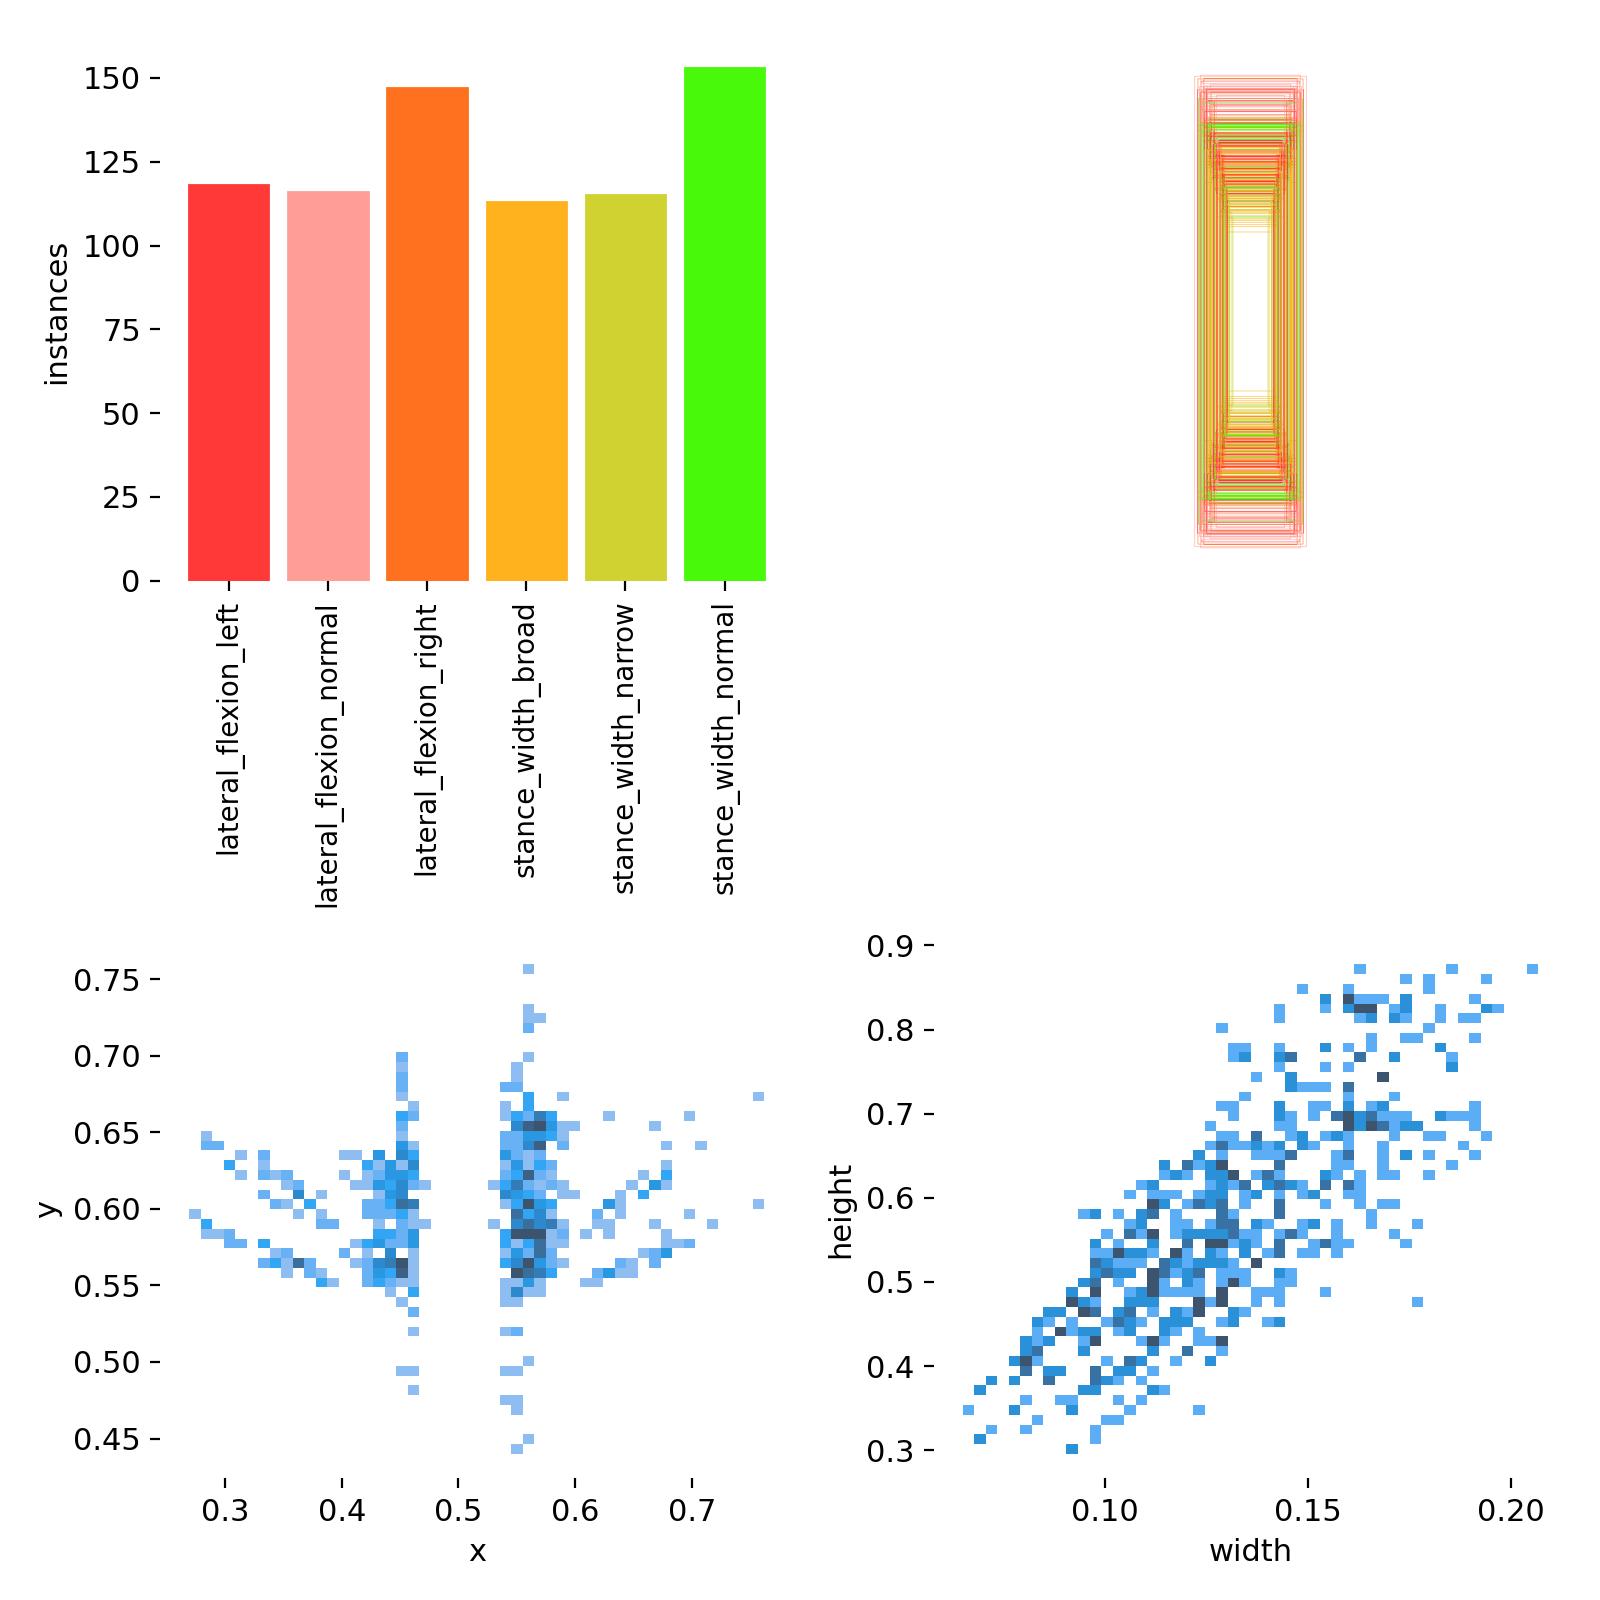 150
125
100
75
50
25
0
instances
lateral_flexion_left
lateral_flexion_normal
lateral_flexion_right
stance_width_broad
stance_width_narrow
stance_width_normal
0.75
0.70
0.65
0.60
0.55
0.50
0.45
y
0.3 0.4 0.5 0.6 0.7
x
0.9
0.8
0.7
0.6
0.5
0.4
0.3
height
0.10 0.15 0.20
width